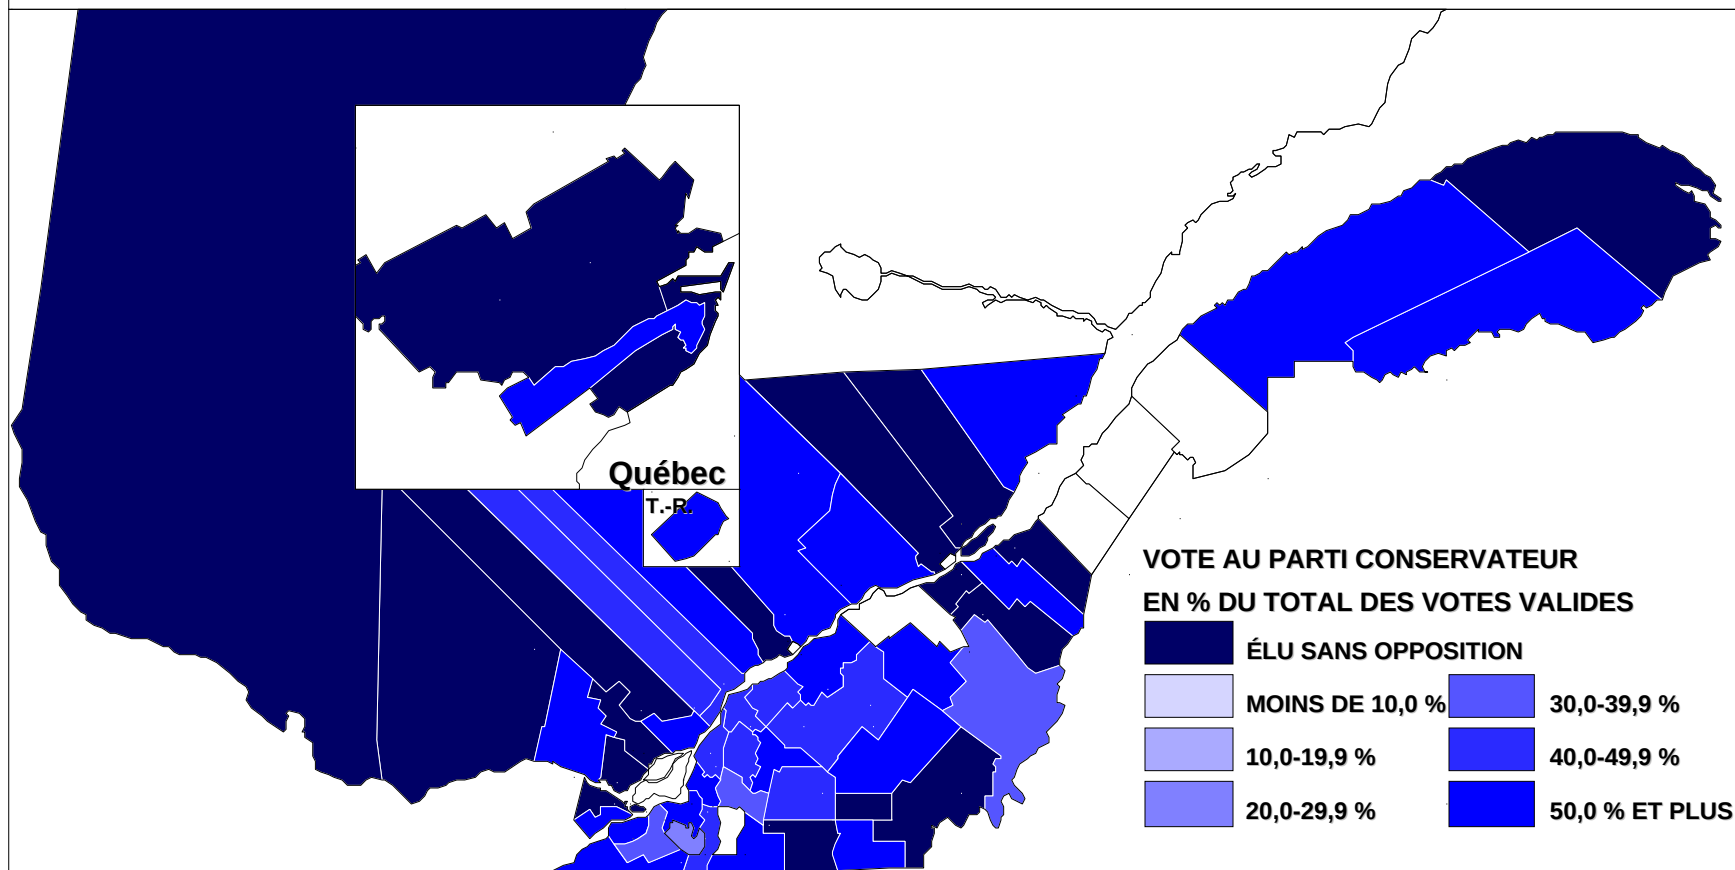 Québec
T.-R.
VOTE AU PARTI CONSERVATEUR
EN % DU TOTAL DES VOTES VALIDES
ÉLU SANS OPPOSITION
MOINS DE 10,0 %
30,0-39,9 %
10,0-19,9 %
40,0-49,9 %
20,0-29,9 %
50,0 % ET PLUS